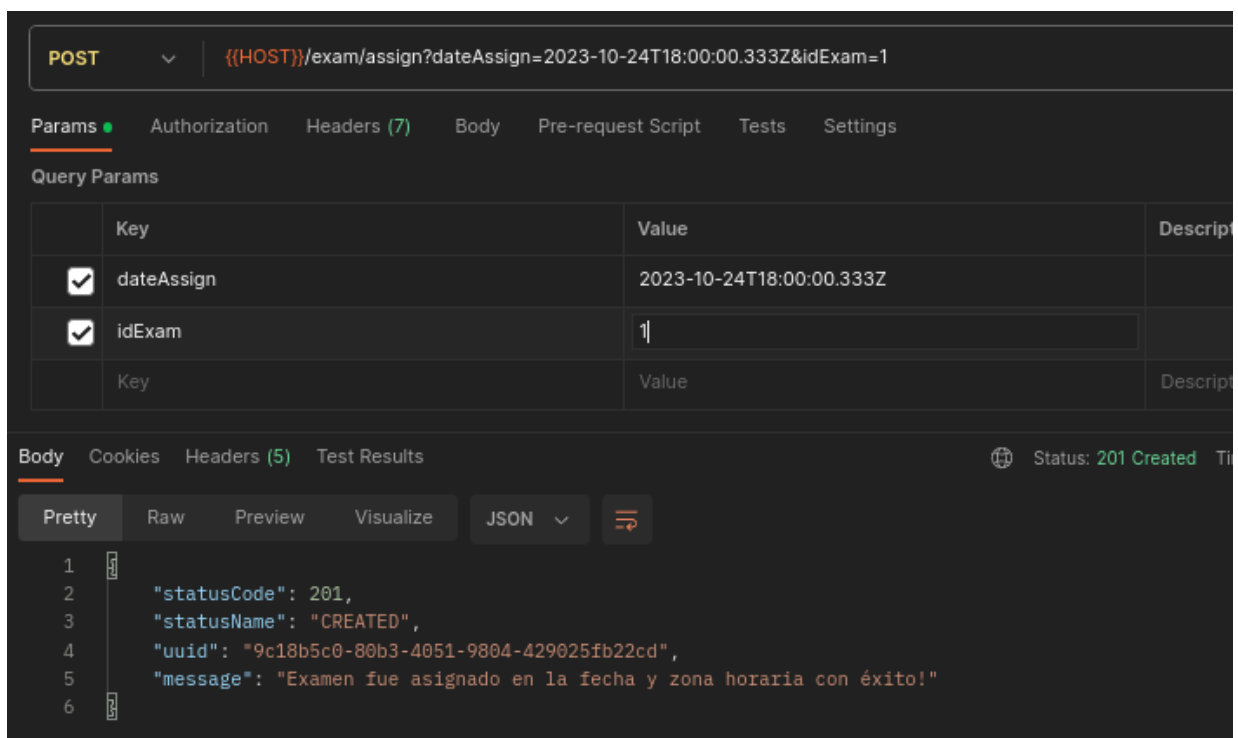 POST {{HOST}}/exam/assign?dateAssign=2023-10-24T18:00:00.333Z&idExam=1
Params Authorization Headers (7) Body Pre-request Script Tests Settings
Query Params
Key Value Descript
dateAssign 2023-10-24T18:00:00.333Z
idExam 1
Key Value Descript
Body Cookies Headers (5) Test Results Status: 201 Created Ti
Pretty Raw Preview Visualize JSON
1 {
2 "statusCode": 201,
3 "statusName": "CREATED",
4 "uuid": "9c18b5c0-80b3-4051-9804-429025fb22cd",
5 "message": "Examen fue asignado en la fecha y zona horaria con éxito!"
6 }